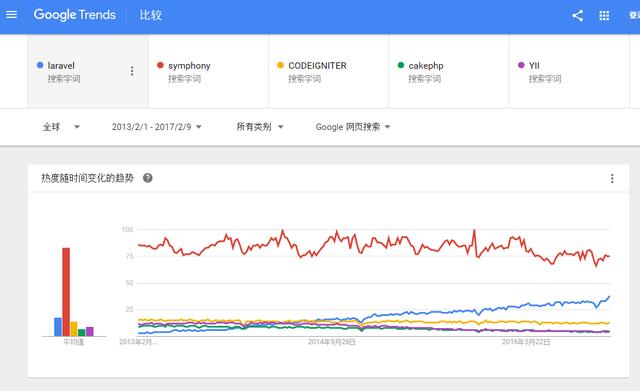 Google Trends 比较
laravel
搜索字词
symphony
搜索字词
CODEIGNITER
搜索字词
cakephp
搜索字词
YII
搜索字词
全球 2013/2/1 - 2017/2/9 所有类别 Google 网页搜索
热度随时间变化的趋势
100
75
50
25
平均值 2013年2月... 2014年9月28日 2016年5月22日